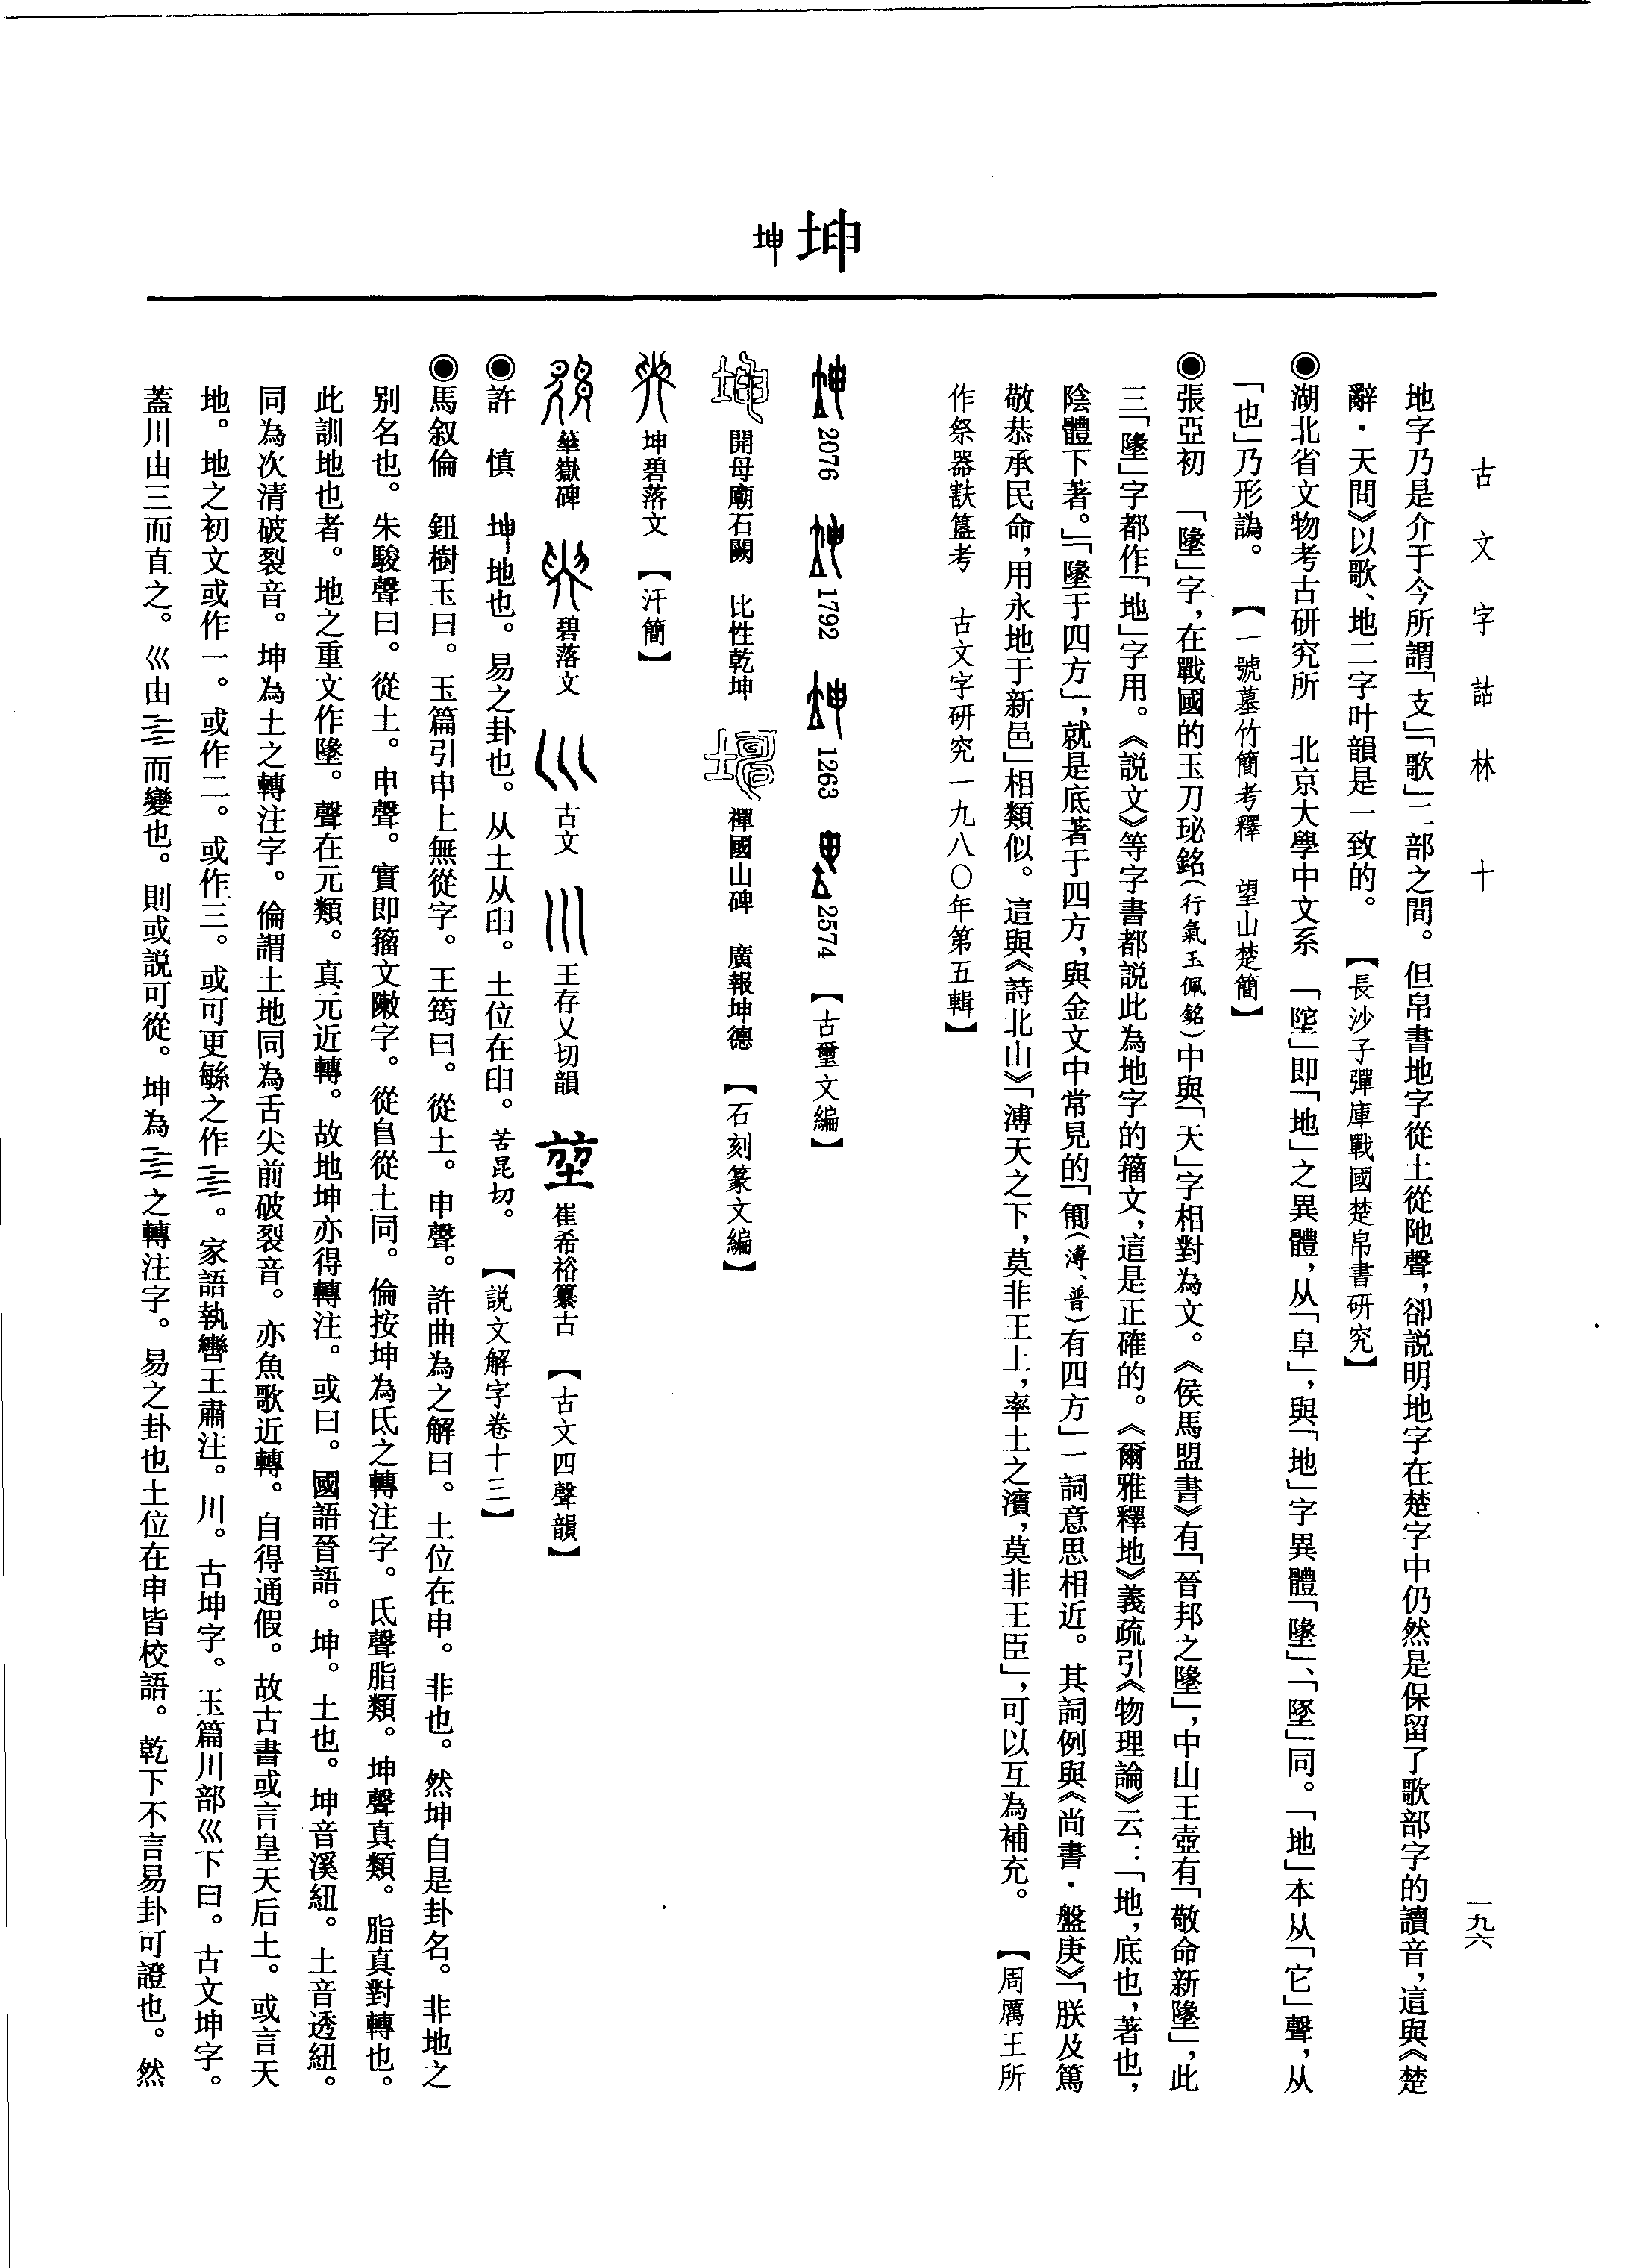 古文字詁林　十
一九六
坤　坤
地字乃是介于今所謂「支」「歌」二部之間。但帛書地字從土從阤聲，卻説明地字在楚字中仍然是保留了歌部字的讀音，這與《楚
辭·天問》以歌、地二字叶韻是一致的。　【長沙子彈庫戰國楚帛書研究】
◉湖北省文物考古研究所　北京大學中文系　「墬」即「地」之異體，从「阜」，與「地」字異體「墬」、「墜」同。「地」本从「它」聲，从
「也」乃形譌。　【一號墓竹簡考釋　望山楚簡】
◉張亞初　「墬」字，在戰國的玉刀珌銘（行氣玉佩銘）中與「天」字相對為文。《侯馬盟書》有「晉邦之墬」，中山王壺有「敬命新墬」，此
三「墬」字都作「地」字用。《説文》等字書都説此為地字的籀文，這是正確的。《爾雅釋地》義疏引《物理論》云：「地，底也，著也，
陰體下著。」「墬于四方」，就是底著于四方，與金文中常見的「匍（溥、普）有四方」一詞意思相近。其詞例與《尚書·盤庚》「朕及篤
敬恭承民命，用永地于新邑」相類似。這與《詩北山》「溥天之下，莫非王土，率土之濱，莫非王臣」，可以互為補充。　【周厲王所
作祭器㝬簋考　古文字研究一九八〇年第五輯】
2076　1792　1263　2574　【古璽文編】
開母廟石闕　比性乾坤　禪國山碑　廣報坤德　【石刻篆文編】
坤碧落文　【汗簡】
華嶽碑　碧落文　古文　王存乂切韻　崔希裕纂古　【古文四聲韻】
◉許　慎　坤地也。易之卦也。从土从𦥔。土位在𦥔。苦昆切。　【説文解字卷十三】
◉馬叙倫　鈕樹玉曰。玉篇引申上無從字。王筠曰。從土。申聲。許曲為之解曰。土位在申。非也。然坤自是卦名。非地之
别名也。朱駿聲曰。從土。申聲。實即籀文敶字。從𨸏從土同。倫按坤為氐之轉注字。氐聲脂類。坤聲真類。脂真對轉也。
此訓地也者。地之重文作墬。聲在元類。真元近轉。故地坤亦得轉注。或曰。國語晉語。坤。土也。坤音溪紐。土音透紐。
同為次清破裂音。坤為土之轉注字。倫謂土地同為舌尖前破裂音。亦魚歌近轉。自得通假。故古書或言皇天后土。或言天
地。地之初文或作一。或作二。或作三。或可更緐之作☷。家語執轡王肅注。川。古坤字。玉篇川部巛下曰。古文坤字。
蓋川由三而直之。巛由☷而變也。則或説可從。坤為☷之轉注字。易之卦也土位在申皆校語。乾下不言易卦可證也。然